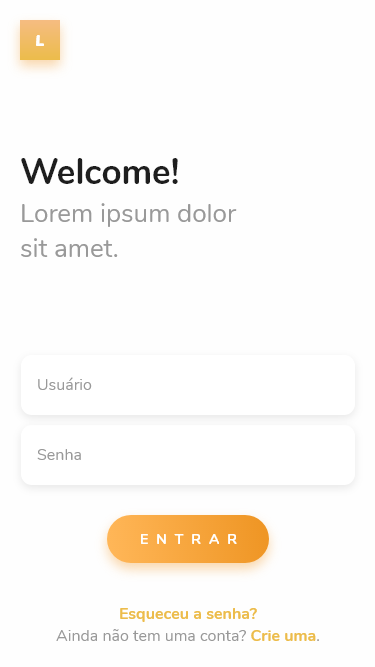 L
Welcome!
Lorem ipsum dolor
sit amet.
Usuário
Senha
ENTRAR
Esqueceu a senha?
Ainda não tem uma conta? Crie uma.